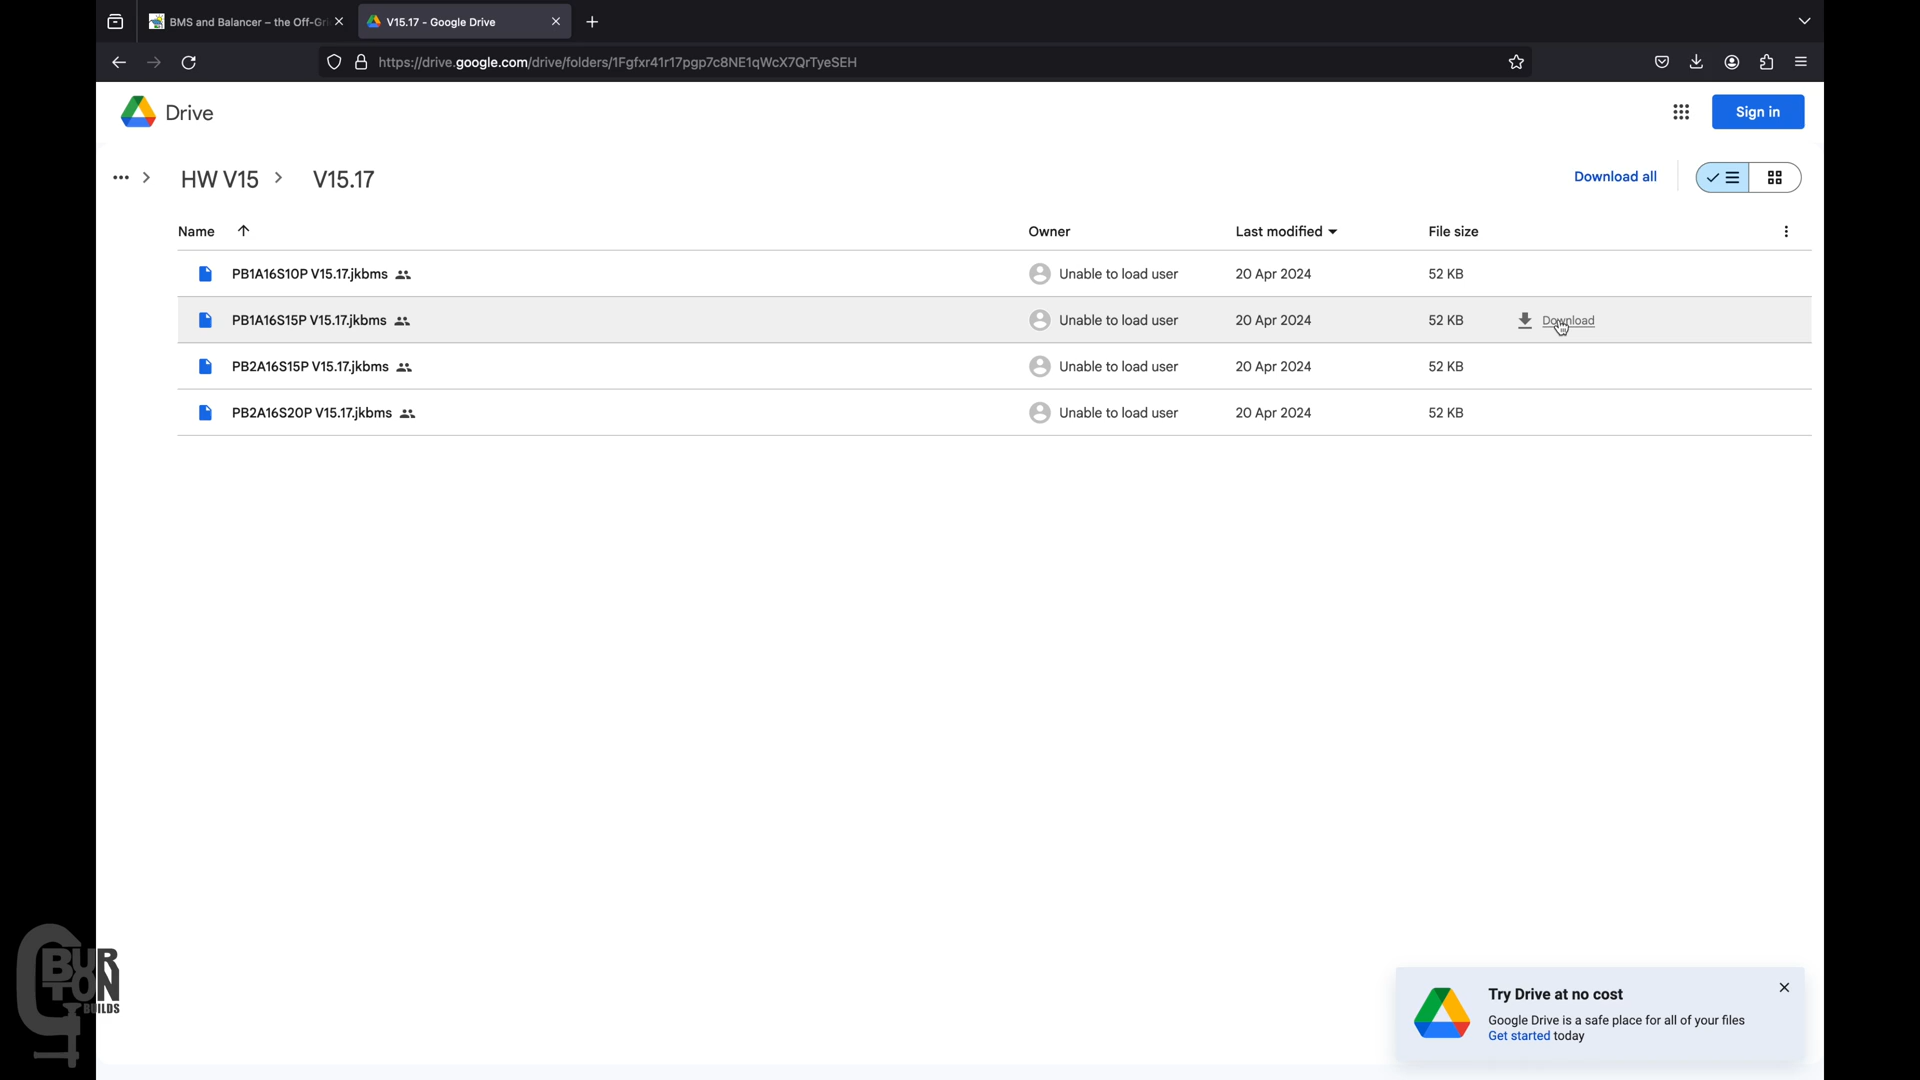 BMS and Balancer – the Off-Gri
V15.17 - Google Drive
https://drive.google.com/drive/folders/1Fgfxr41r17pgp7c8NE1qWcX7QrTyeSEH
Drive
Sign in
HW V15
V15.17
Download all
Name
Owner
Last modified
File size
PB1A16S10P V15.17.jkbms
Unable to load user
20 Apr 2024
52 KB
PB1A16S15P V15.17.jkbms
Unable to load user
20 Apr 2024
52 KB
Download
PB2A16S15P V15.17.jkbms
Unable to load user
20 Apr 2024
52 KB
PB2A16S20P V15.17.jkbms
Unable to load user
20 Apr 2024
52 KB
BUR
TON
BUILDS
Try Drive at no cost
Google Drive is a safe place for all of your files
Get started today